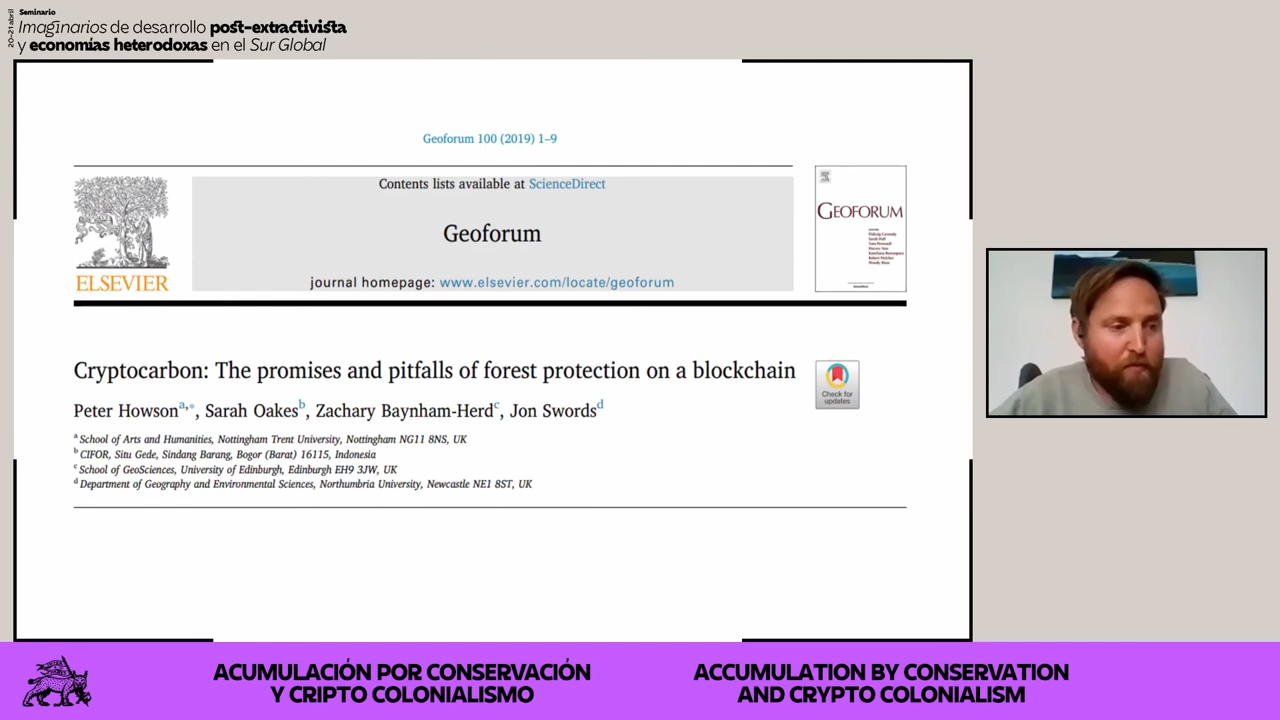 20–21 abril
Seminario
Imaginarios de desarrollo post-extractivista
y economías heterodoxas en el Sur Global
Geoforum 100 (2019) 1–9
Contents lists available at ScienceDirect
Geoforum
journal homepage: www.elsevier.com/locate/geoforum
ELSEVIER
GEOFORUM
Cryptocarbon: The promises and pitfalls of forest protection on a blockchain
Check for
updates
Peter Howson a,*, Sarah Oakes b, Zachary Baynham-Herd c, Jon Swords d
a School of Arts and Humanities, Nottingham Trent University, Nottingham NG11 8NS, UK
b CIFOR, Situ Gede, Sindang Barang, Bogor (Barat) 16115, Indonesia
c School of GeoSciences, University of Edinburgh, Edinburgh EH9 3JW, UK
d Department of Geography and Environmental Sciences, Northumbria University, Newcastle NE1 8ST, UK
ACUMULACIÓN POR CONSERVACIÓN
Y CRIPTO COLONIALISMO
ACCUMULATION BY CONSERVATION
AND CRYPTO COLONIALISM